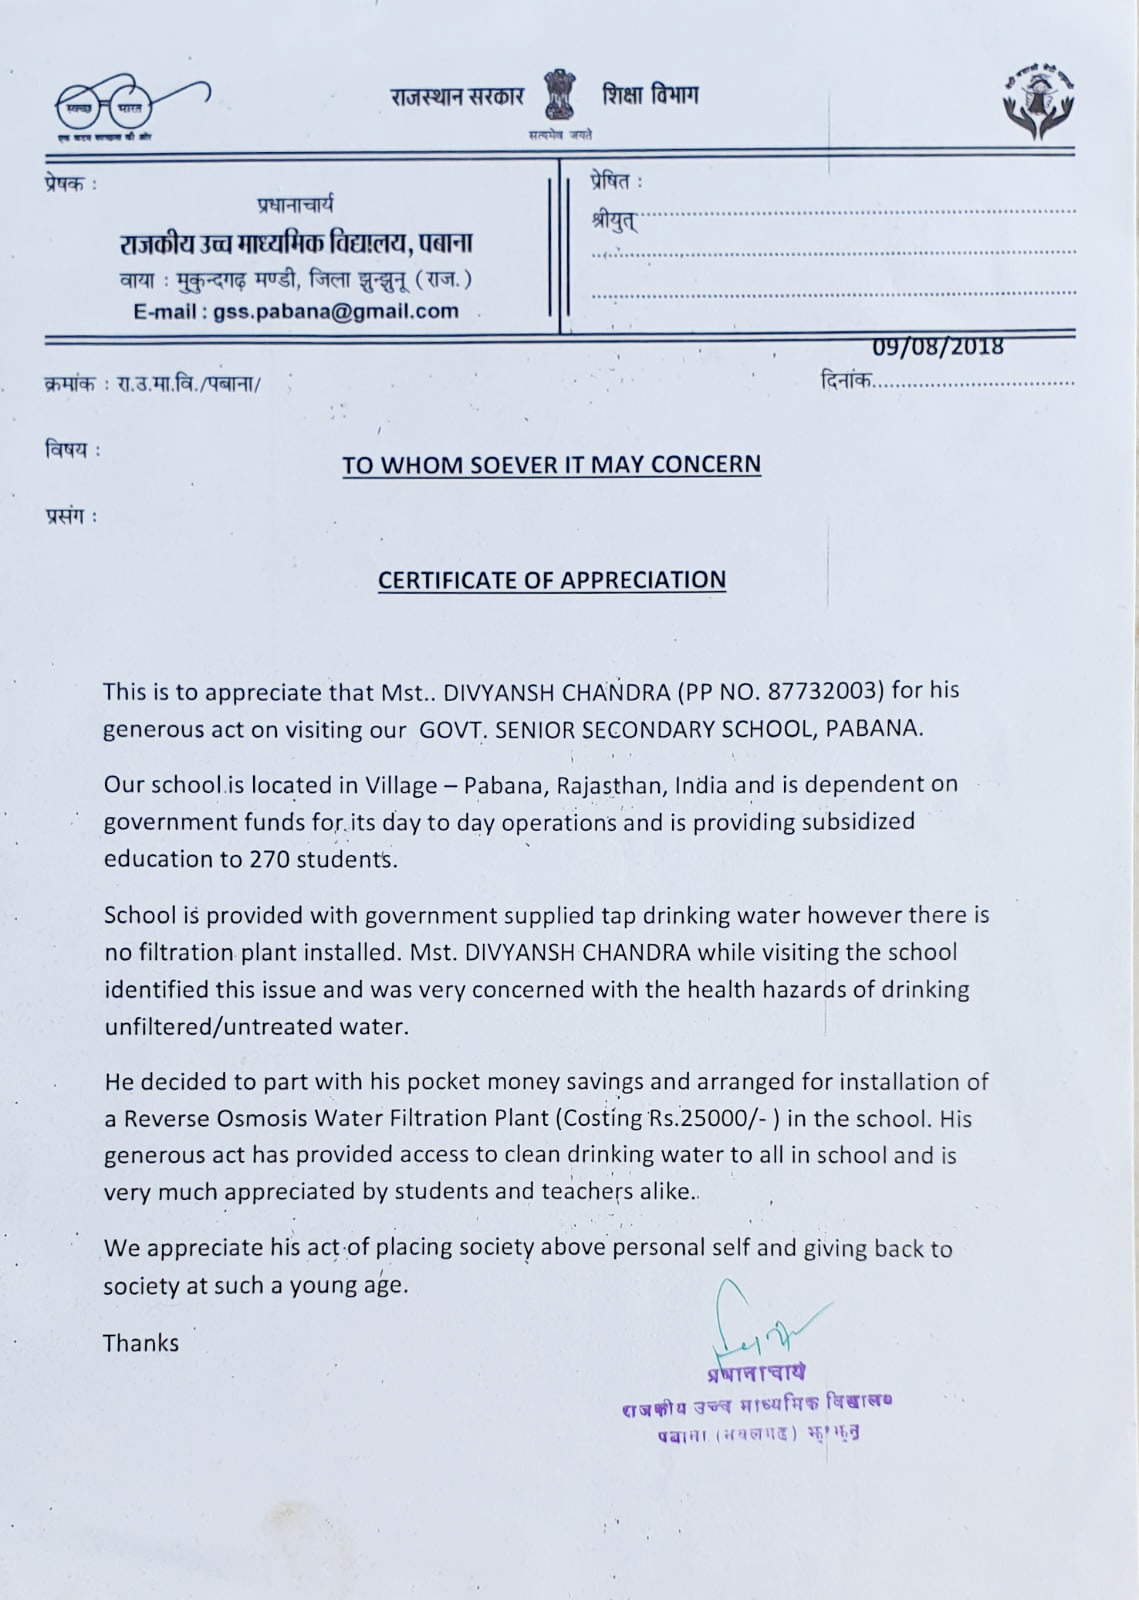 स्वच्छ भारत
एक कदम स्वच्छता की ओर
राजस्थान सरकार
शिक्षा विभाग
सत्यमेव जयते
प्रेषक :
प्रधानाचार्य
राजकीय उच्च माध्यमिक विद्यालय, पबाना
वाया : मुकुन्दगढ़ मण्डी, जिला झुन्झुनू (राज.)
E-mail : gss.pabana@gmail.com
प्रेषित :
श्रीयुत्
09/08/2018
क्रमांक : रा.उ.मा.वि./पबाना/
दिनांक
विषय :
TO WHOM SOEVER IT MAY CONCERN
प्रसंग :
CERTIFICATE OF APPRECIATION
This is to appreciate that Mst.. DIVYANSH CHANDRA (PP NO. 87732003) for his
generous act on visiting our GOVT. SENIOR SECONDARY SCHOOL, PABANA.
Our school is located in Village – Pabana, Rajasthan, India and is dependent on
government funds for its day to day operations and is providing subsidized
education to 270 students.
School is provided with government supplied tap drinking water however there is
no filtration plant installed. Mst. DIVYANSH CHANDRA while visiting the school
identified this issue and was very concerned with the health hazards of drinking
unfiltered/untreated water.
He decided to part with his pocket money savings and arranged for installation of
a Reverse Osmosis Water Filtration Plant (Costing Rs.25000/- ) in the school. His
generous act has provided access to clean drinking water to all in school and is
very much appreciated by students and teachers alike.
We appreciate his act of placing society above personal self and giving back to
society at such a young age.
Thanks
प्रधानाचार्य
राजकीय उच्च माध्यमिक विद्यालय
पबाना (नवलगढ) झुंझुनू